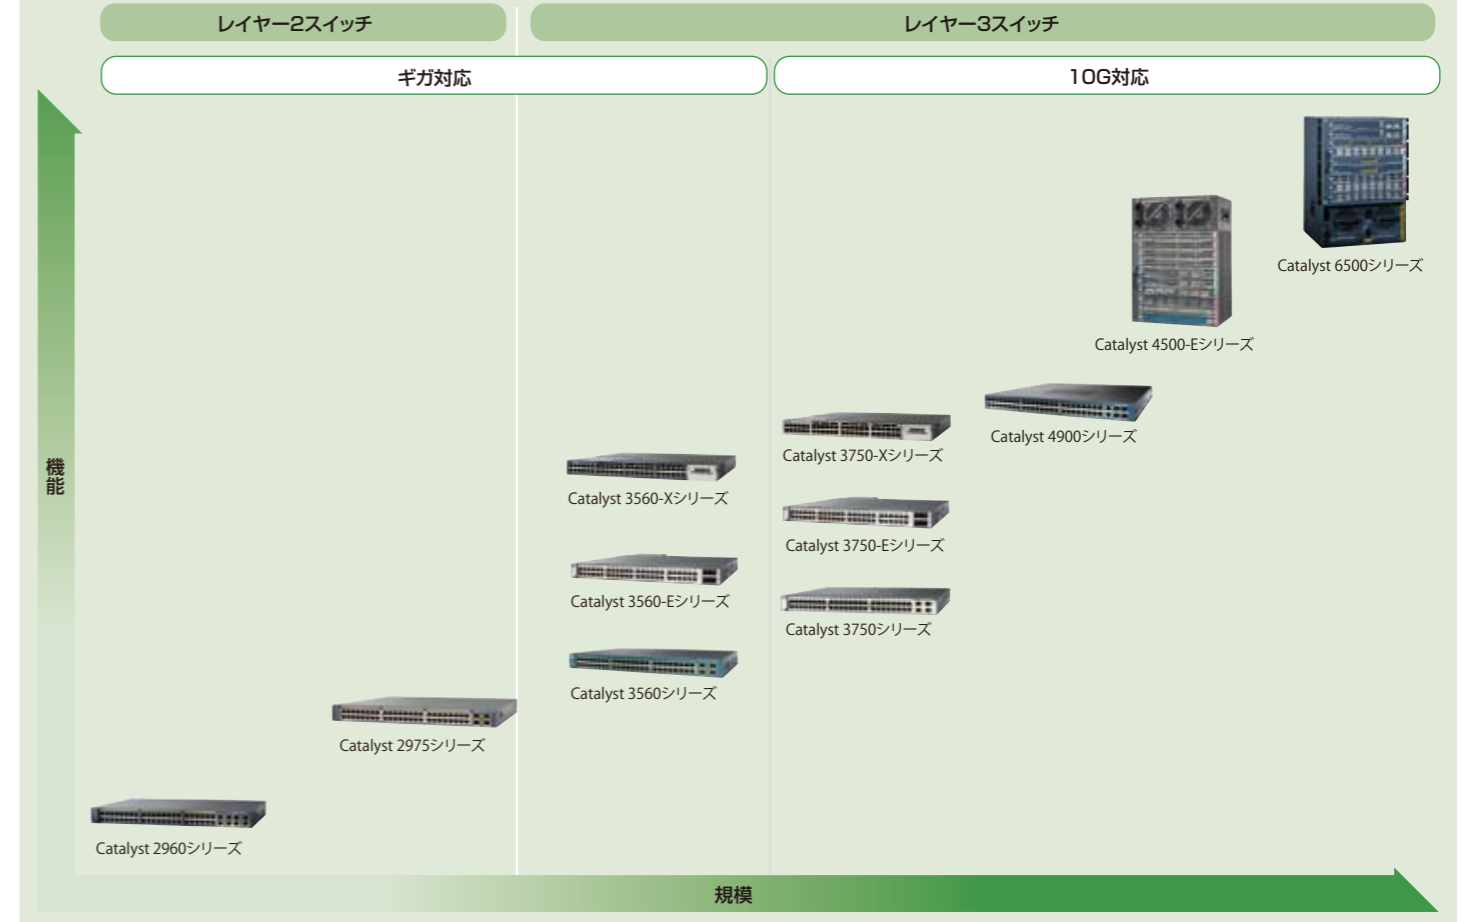 レイヤー2スイッチ
レイヤー3スイッチ
ギガ対応
10G対応
Catalyst 6500シリーズ
Catalyst 4500-Eシリーズ
Catalyst 4900シリーズ
Catalyst 3750-Xシリーズ
機能
Catalyst 3560-Xシリーズ
Catalyst 3750-Eシリーズ
Catalyst 3560-Eシリーズ
Catalyst 3750シリーズ
Catalyst 3560シリーズ
Catalyst 2975シリーズ
Catalyst 2960シリーズ
規模